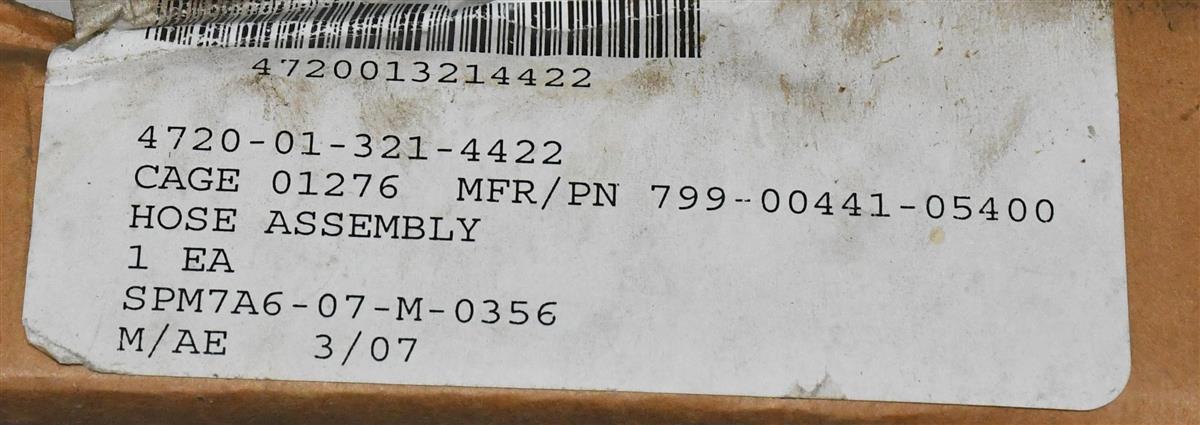 4720013214422
4720-01-321-4422
CAGE 01276 MFR/PN 799-00441-05400
HOSE ASSEMBLY
1 EA
SPM7A6-07-M-0356
M/AE 3/07